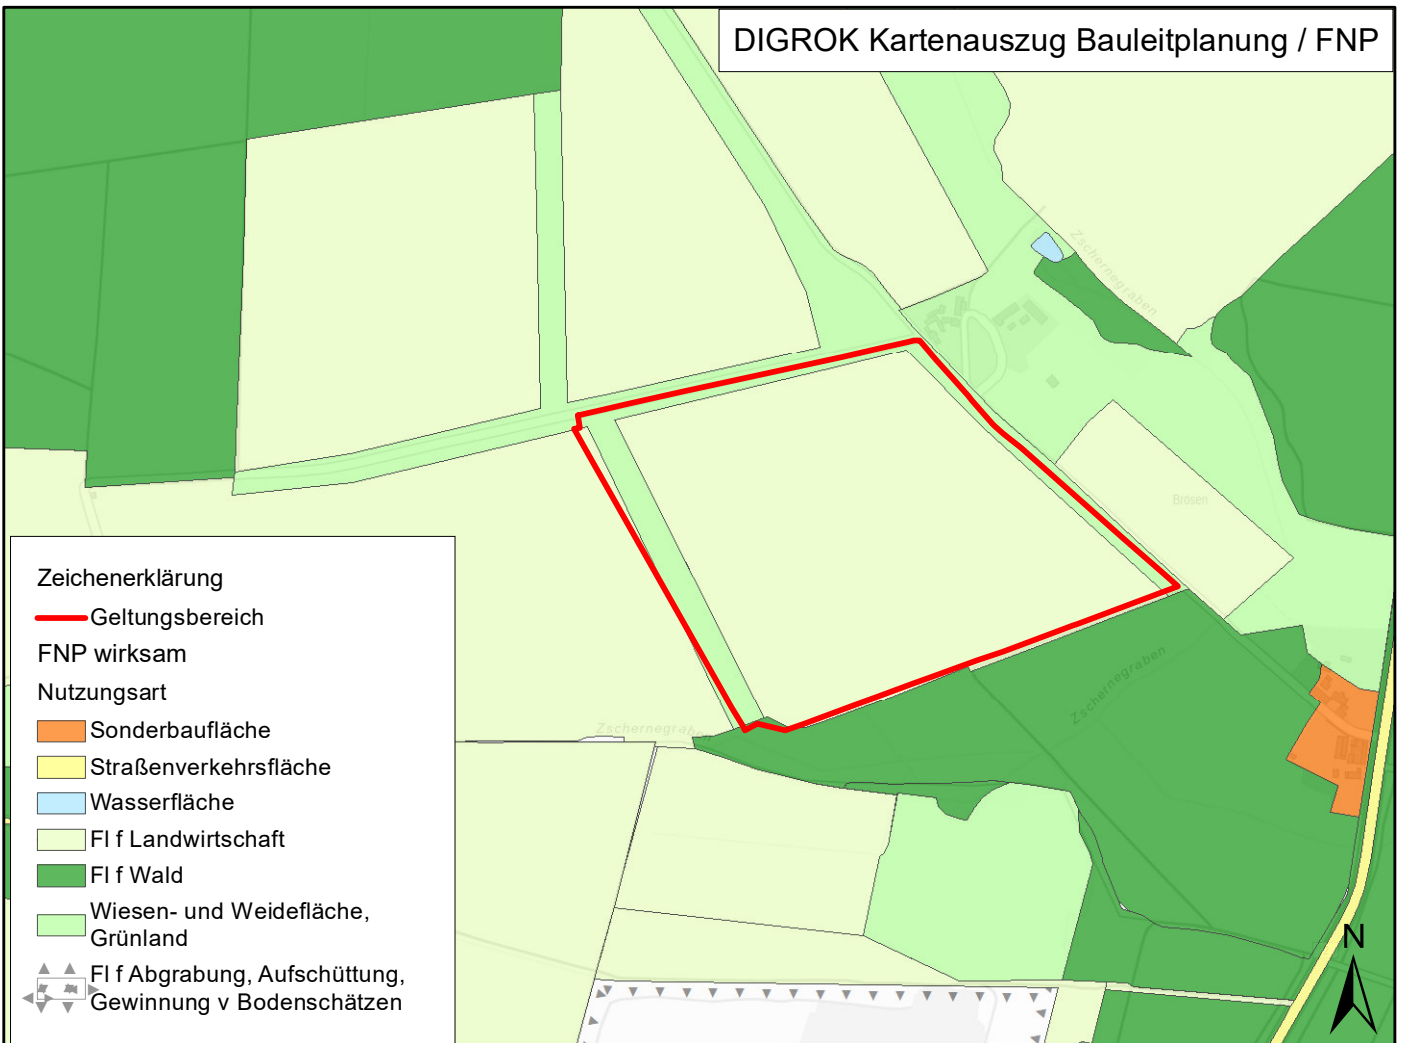 DIGROK Kartenauszug Bauleitplanung / FNP
Zschernegraben
Brösen
Zschernegraben
Zschernegraben
Zeichenerklärung
Geltungsbereich
FNP wirksam
Nutzungsart
Sonderbaufläche
Straßenverkehrsfläche
Wasserfläche
Fl f Landwirtschaft
Fl f Wald
Wiesen- und Weidefläche,
Grünland
Fl f Abgrabung, Aufschüttung,
Gewinnung v Bodenschätzen
N